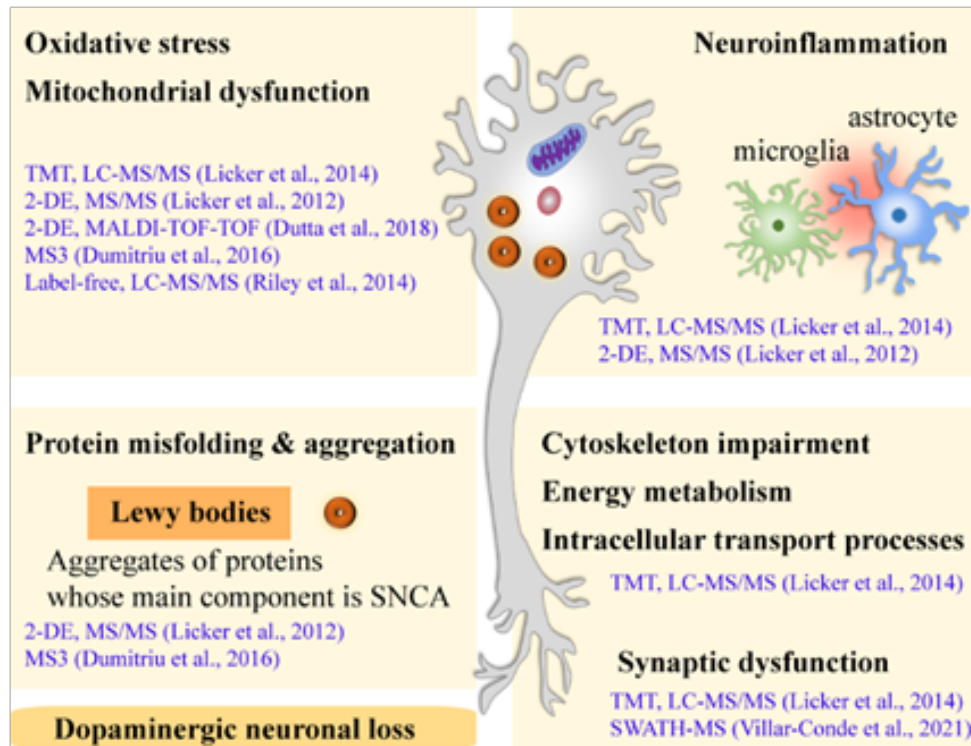 Oxidative stress
Mitochondrial dysfunction
TMT, LC-MS/MS (Licker et al., 2014)
2-DE, MS/MS (Licker et al., 2012)
2-DE, MALDI-TOF-TOF (Dutta et al., 2018)
MS3 (Dumitriu et al., 2016)
Label-free, LC-MS/MS (Riley et al., 2014)
Neuroinflammation
astrocyte
microglia
TMT, LC-MS/MS (Licker et al., 2014)
2-DE, MS/MS (Licker et al., 2012)
Protein misfolding & aggregation
Lewy bodies
Aggregates of proteins
whose main component is SNCA
2-DE, MS/MS (Licker et al., 2012)
MS3 (Dumitriu et al., 2016)
Cytoskeleton impairment
Energy metabolism
Intracellular transport processes
TMT, LC-MS/MS (Licker et al., 2014)
Synaptic dysfunction
TMT, LC-MS/MS (Licker et al., 2014)
SWATH-MS (Villar-Conde et al., 2021)
Dopaminergic neuronal loss